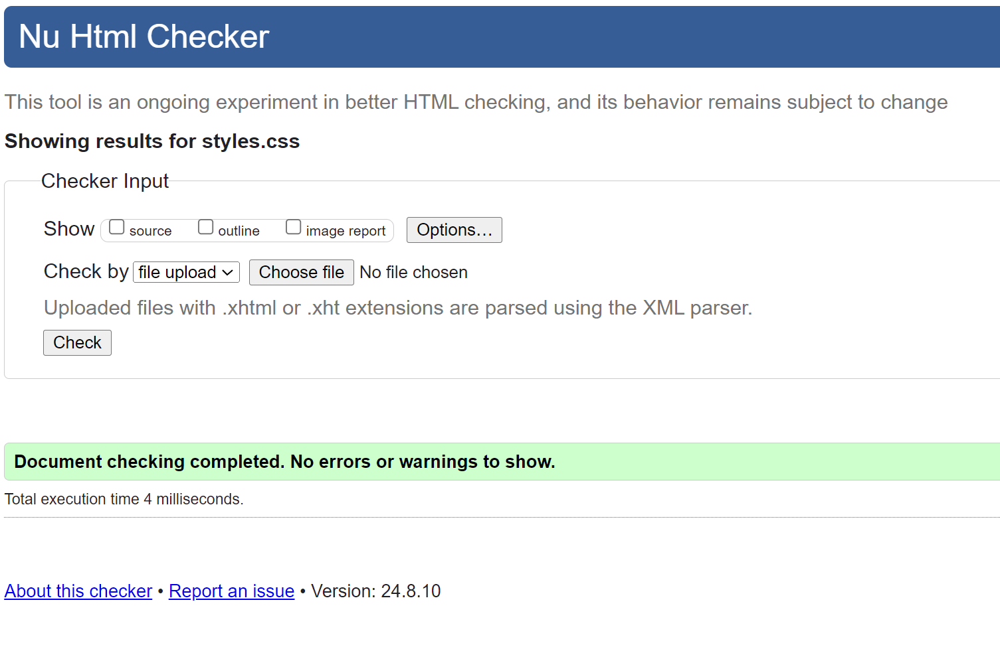 Nu Html Checker
This tool is an ongoing experiment in better HTML checking, and its behavior remains subject to change
Showing results for styles.css
Checker Input
Show source outline image report Options…
Check by file upload Choose file No file chosen
Uploaded files with .xhtml or .xht extensions are parsed using the XML parser.
Check
Document checking completed. No errors or warnings to show.
Total execution time 4 milliseconds.
About this checker • Report an issue • Version: 24.8.10